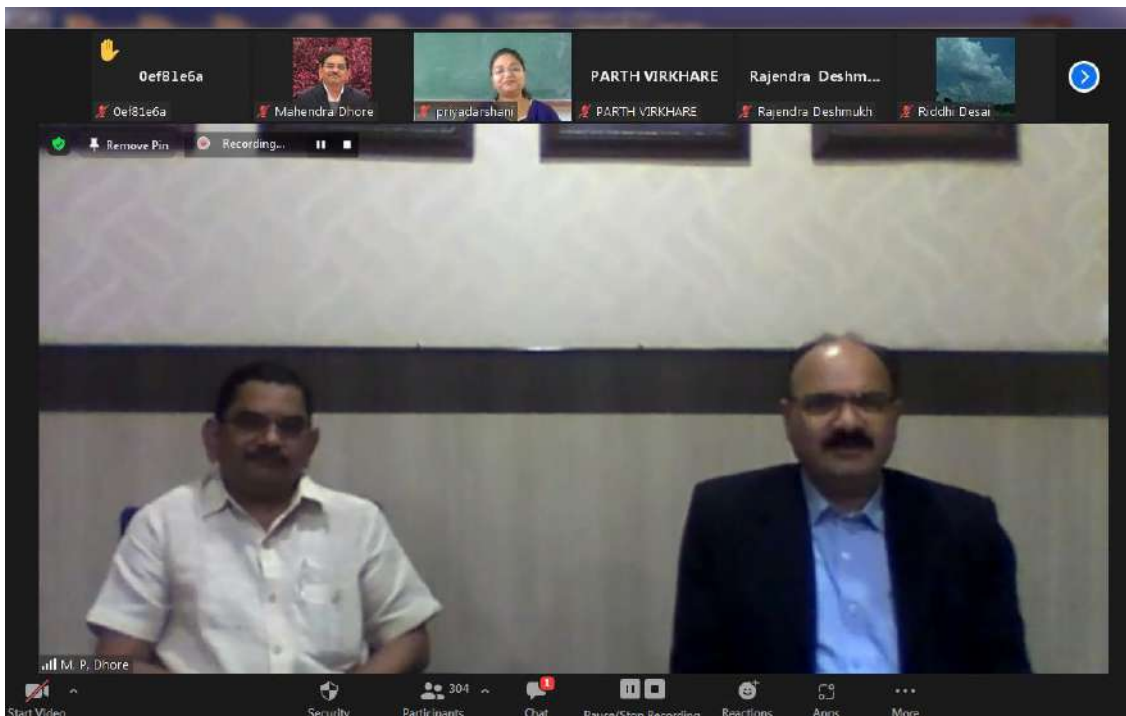 0ef81e6a
PARTH VIRKHARE
Rajendra Deshm...
0ef81e6a
Mahendra Dhore
priyadarshani
PARTH VIRKHARE
Rajendra Deshmukh
Riddhi Desai
Remove Pin
Recording...
M. P. Dhore
304
1
Start Video
Security
Participants
Chat
Pause/Stop Recording
Reactions
Apps
More